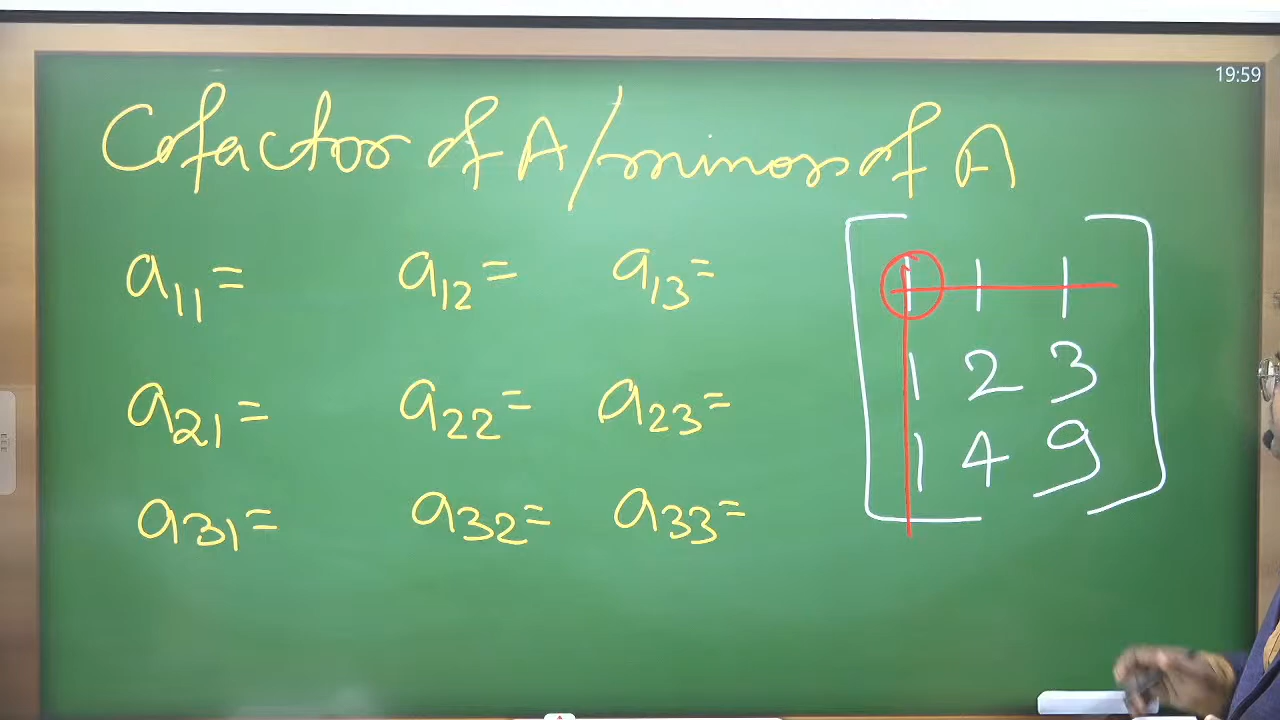 19:59
Cofactor of A/minors of A
a11= a12= a13=
a21= a22= a23=
a31= a32= a33=
1 1 1
1 2 3
1 4 9